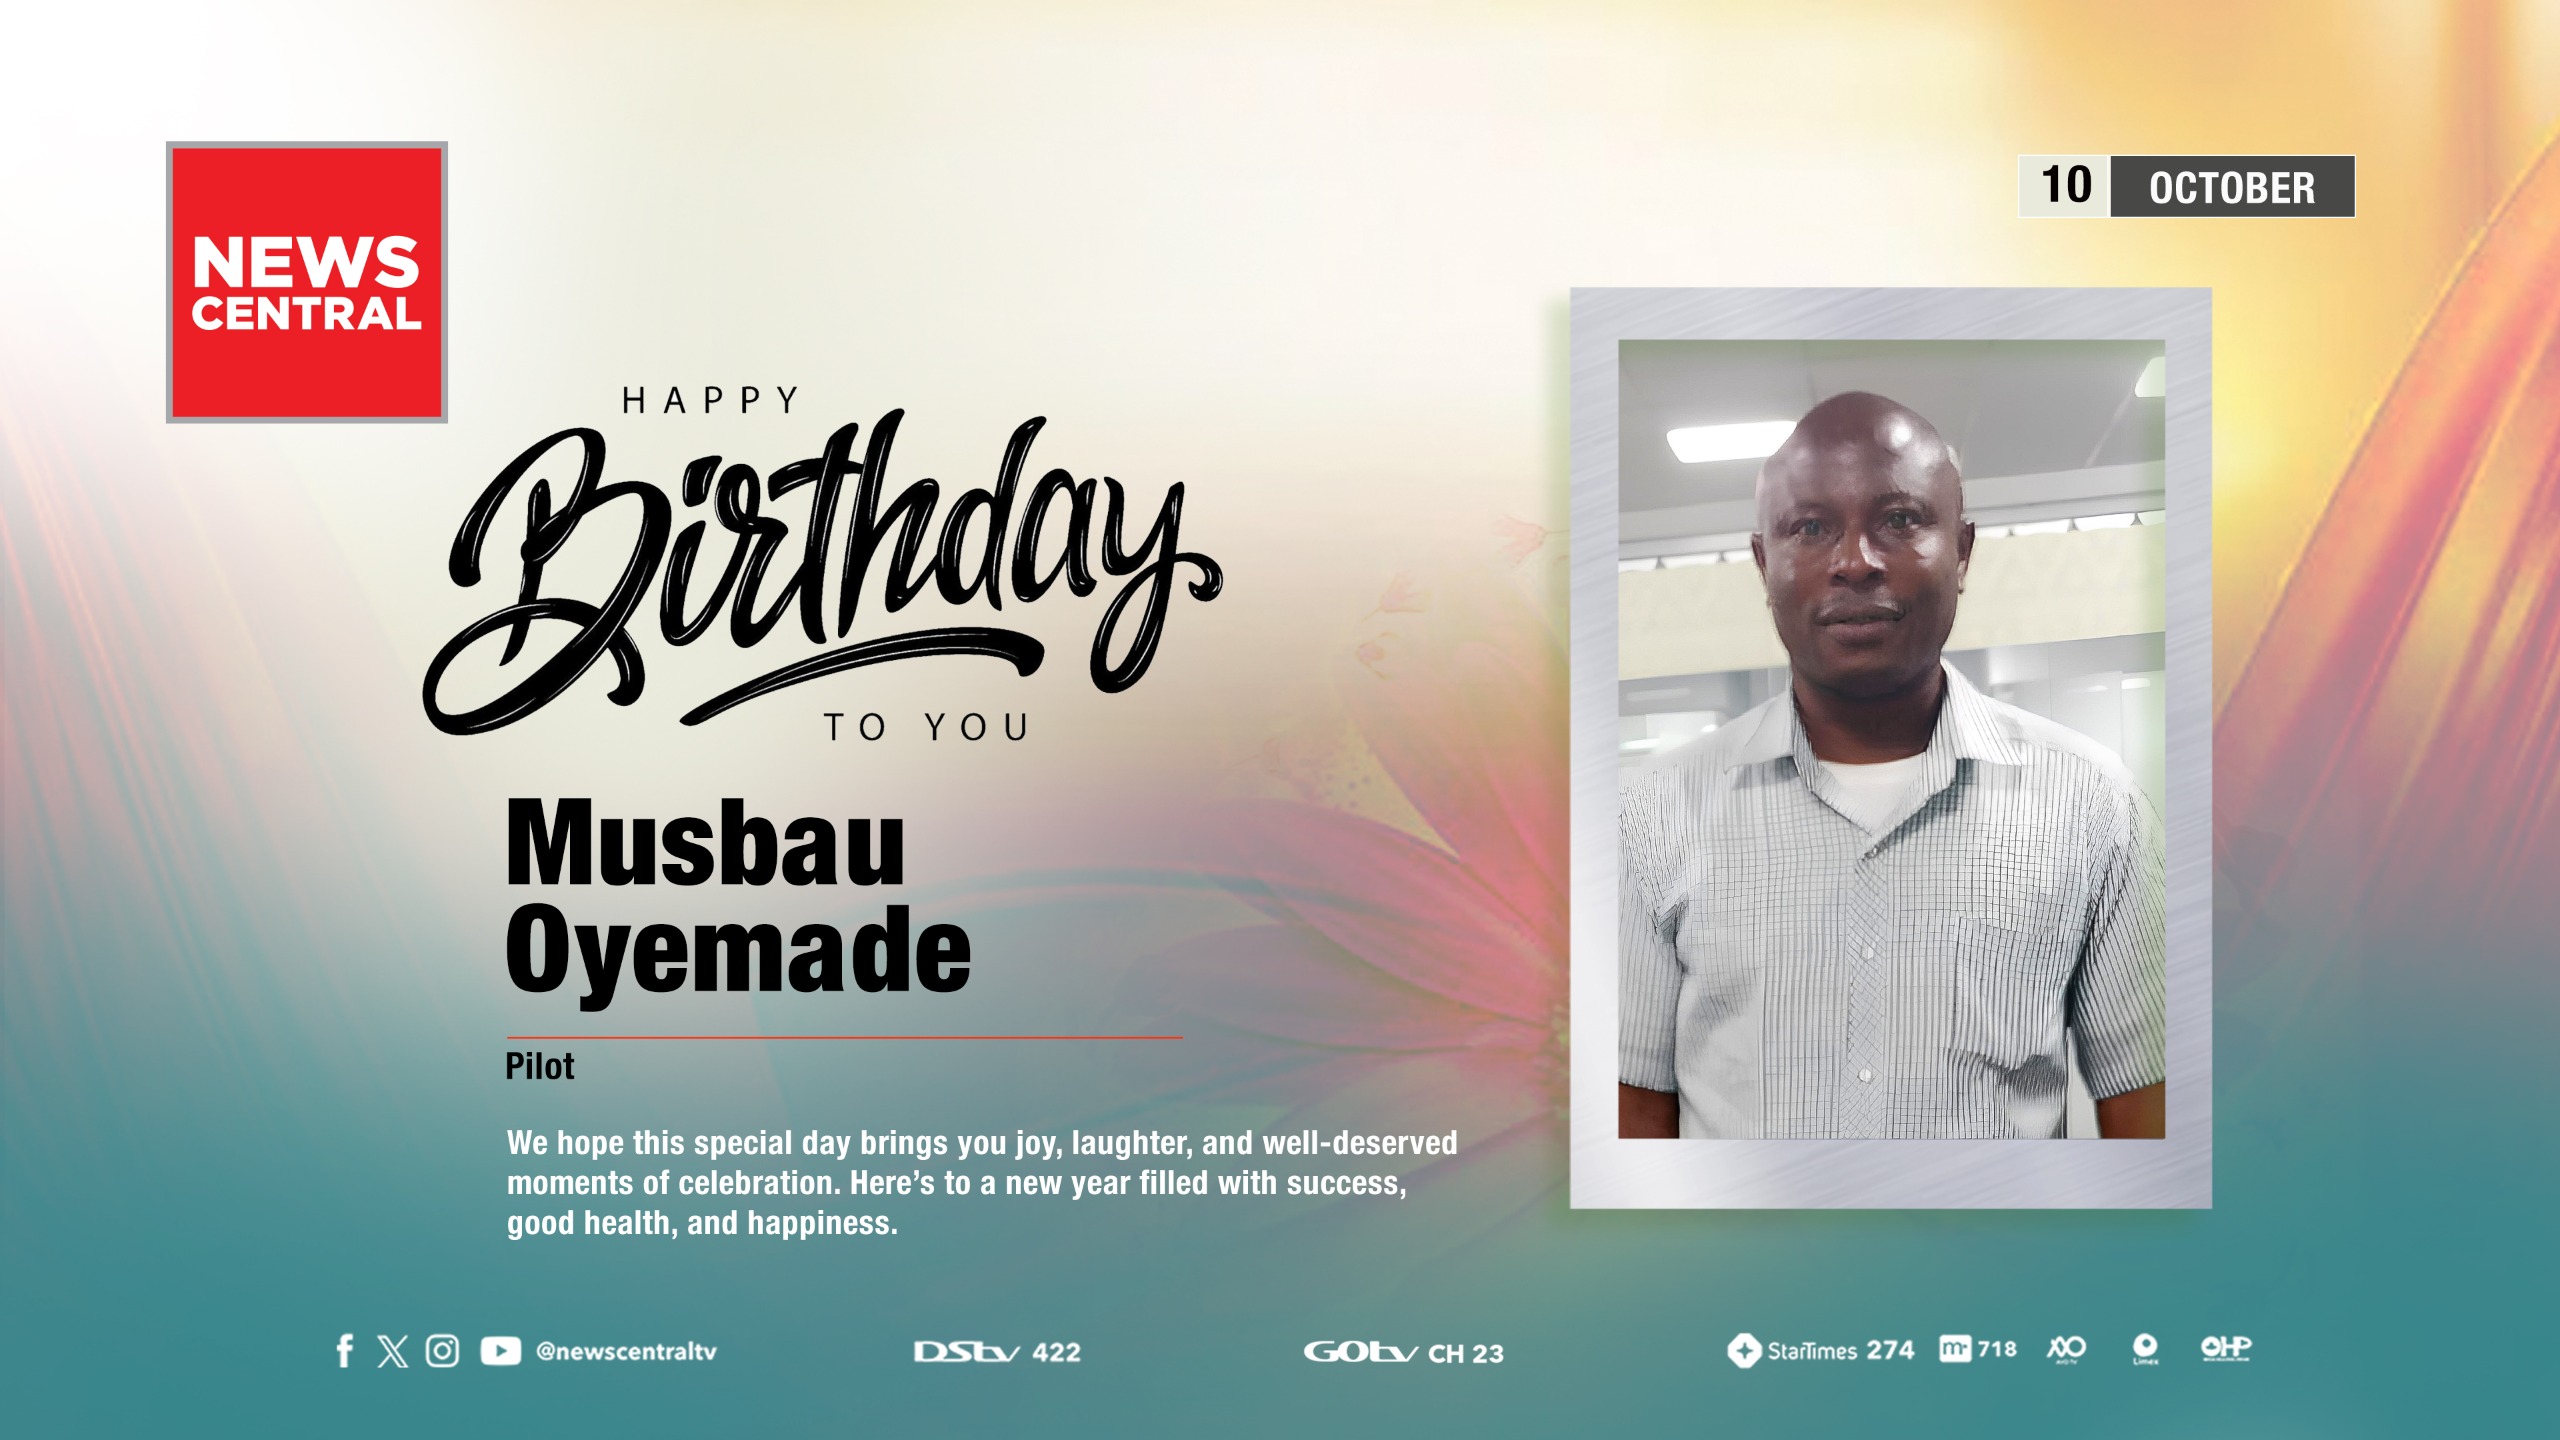 NEWS
CENTRAL
10 OCTOBER
HAPPY
Birthday
TO YOU
Musbau
Oyemade
Pilot
We hope this special day brings you joy, laughter, and well-deserved
moments of celebration. Here's to a new year filled with success,
good health, and happiness.
@newscentraltv DStv 422 GOtv CH 23 StarTimes 274 718
Limex
OHP